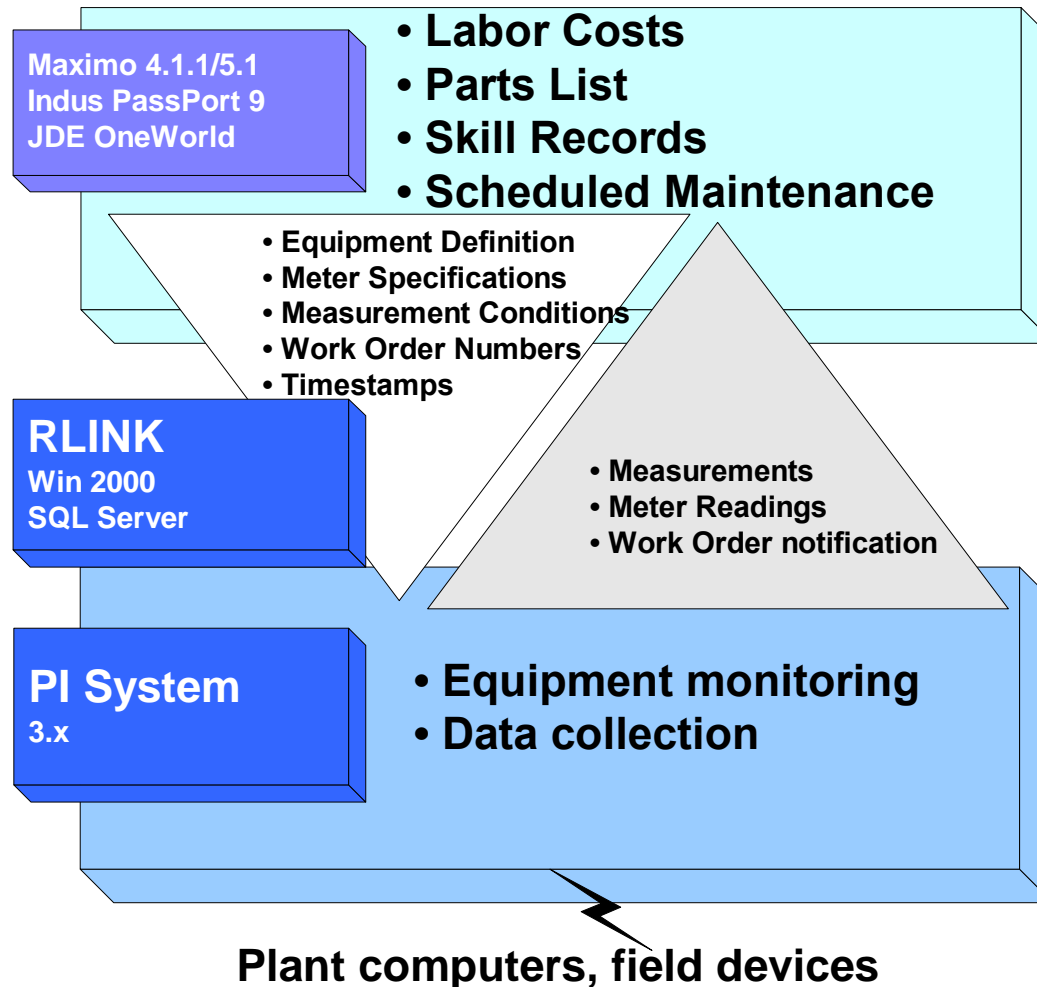 Maximo 4.1.1/5.1
Indus PassPort 9
JDE OneWorld
• Labor Costs
• Parts List
• Skill Records
• Scheduled Maintenance
• Equipment Definition
• Meter Specifications
• Measurement Conditions
• Work Order Numbers
• Timestamps
RLINK
Win 2000
SQL Server
• Measurements
• Meter Readings
• Work Order notification
PI System
3.x
• Equipment monitoring
• Data collection
Plant computers, field devices